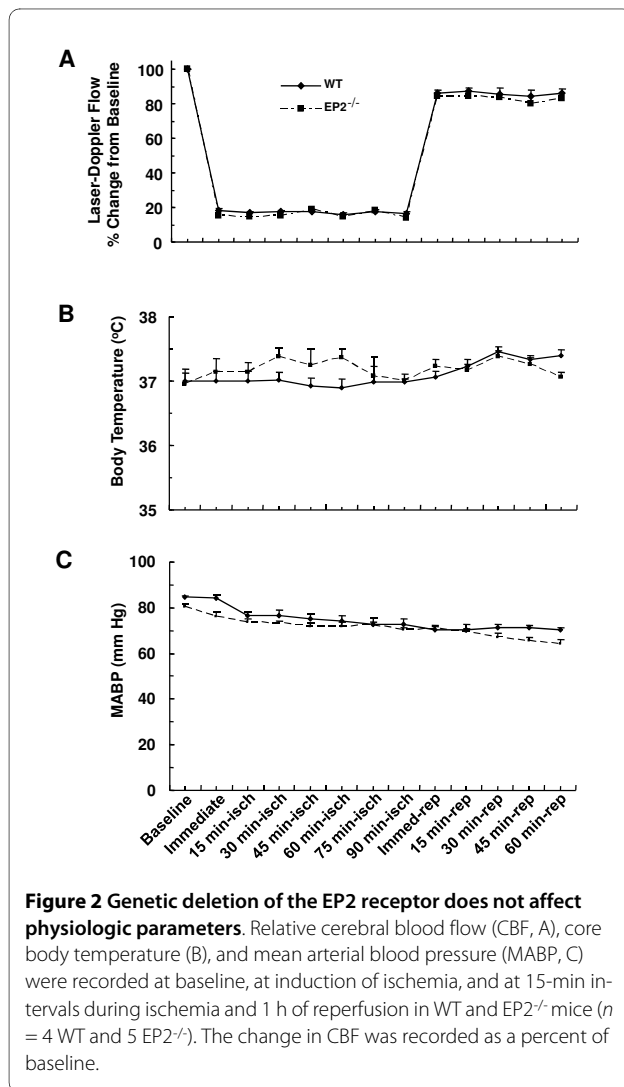 A
Laser-Doppler Flow
% Change from Baseline
100
80
60
40
20
0
WT
EP2-/-
B
Body Temperature (oC)
38
37
36
35
C
MABP (mm Hg)
100
80
60
40
20
0
Baseline
Immediate
15 min-isch
30 min-isch
45 min-isch
60 min-isch
75 min-isch
90 min-isch
Immed-rep
15 min-rep
30 min-rep
45 min-rep
60 min-rep
Figure 2 Genetic deletion of the EP2 receptor does not affect
physiologic parameters. Relative cerebral blood flow (CBF, A), core
body temperature (B), and mean arterial blood pressure (MABP, C)
were recorded at baseline, at induction of ischemia, and at 15-min in-
tervals during ischemia and 1 h of reperfusion in WT and EP2-/- mice (n
= 4 WT and 5 EP2-/-). The change in CBF was recorded as a percent of
baseline.